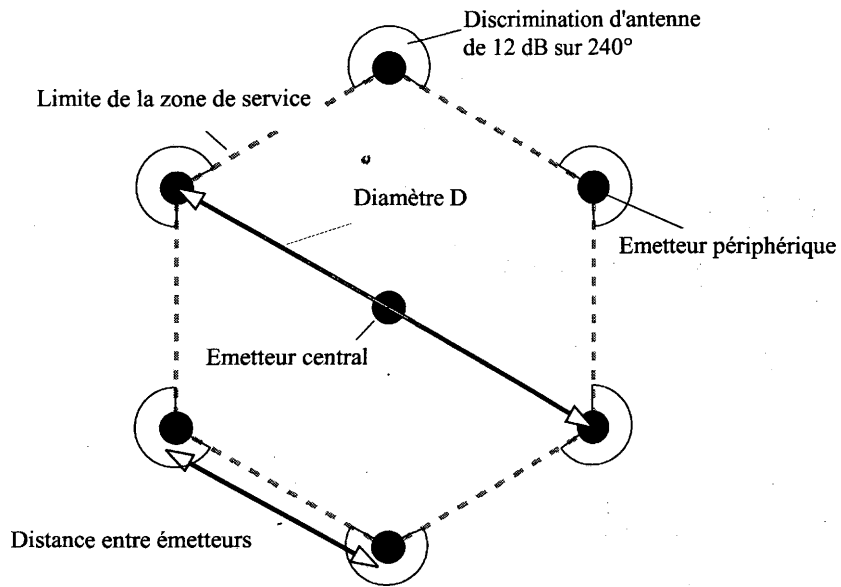 Discrimination d'antenne
de 12 dB sur 240°
Limite de la zone de service
Diamètre D
Emetteur périphérique
Emetteur central
Distance entre émetteurs